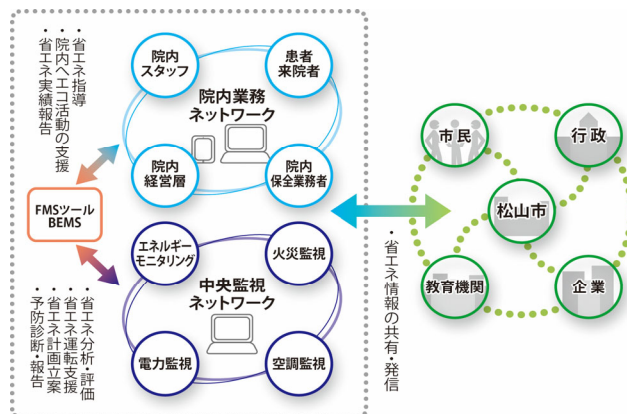 ・省エネ指導
・院内へエコ活動の支援
・省エネ実績報告
院内
スタッフ
患者
来院者
院内業務
ネットワーク
院内
経営層
院内
保全業務者
FMSツール
BEMS
エネルギー
モニタリング
火災監視
中央監視
ネットワーク
電力監視
空調監視
・省エネ分析・評価
・省エネ運転支援
・省エネ計画立案
・予防診断・報告
・省エネ情報の共有・発信
市民
行政
松山市
教育機関
企業